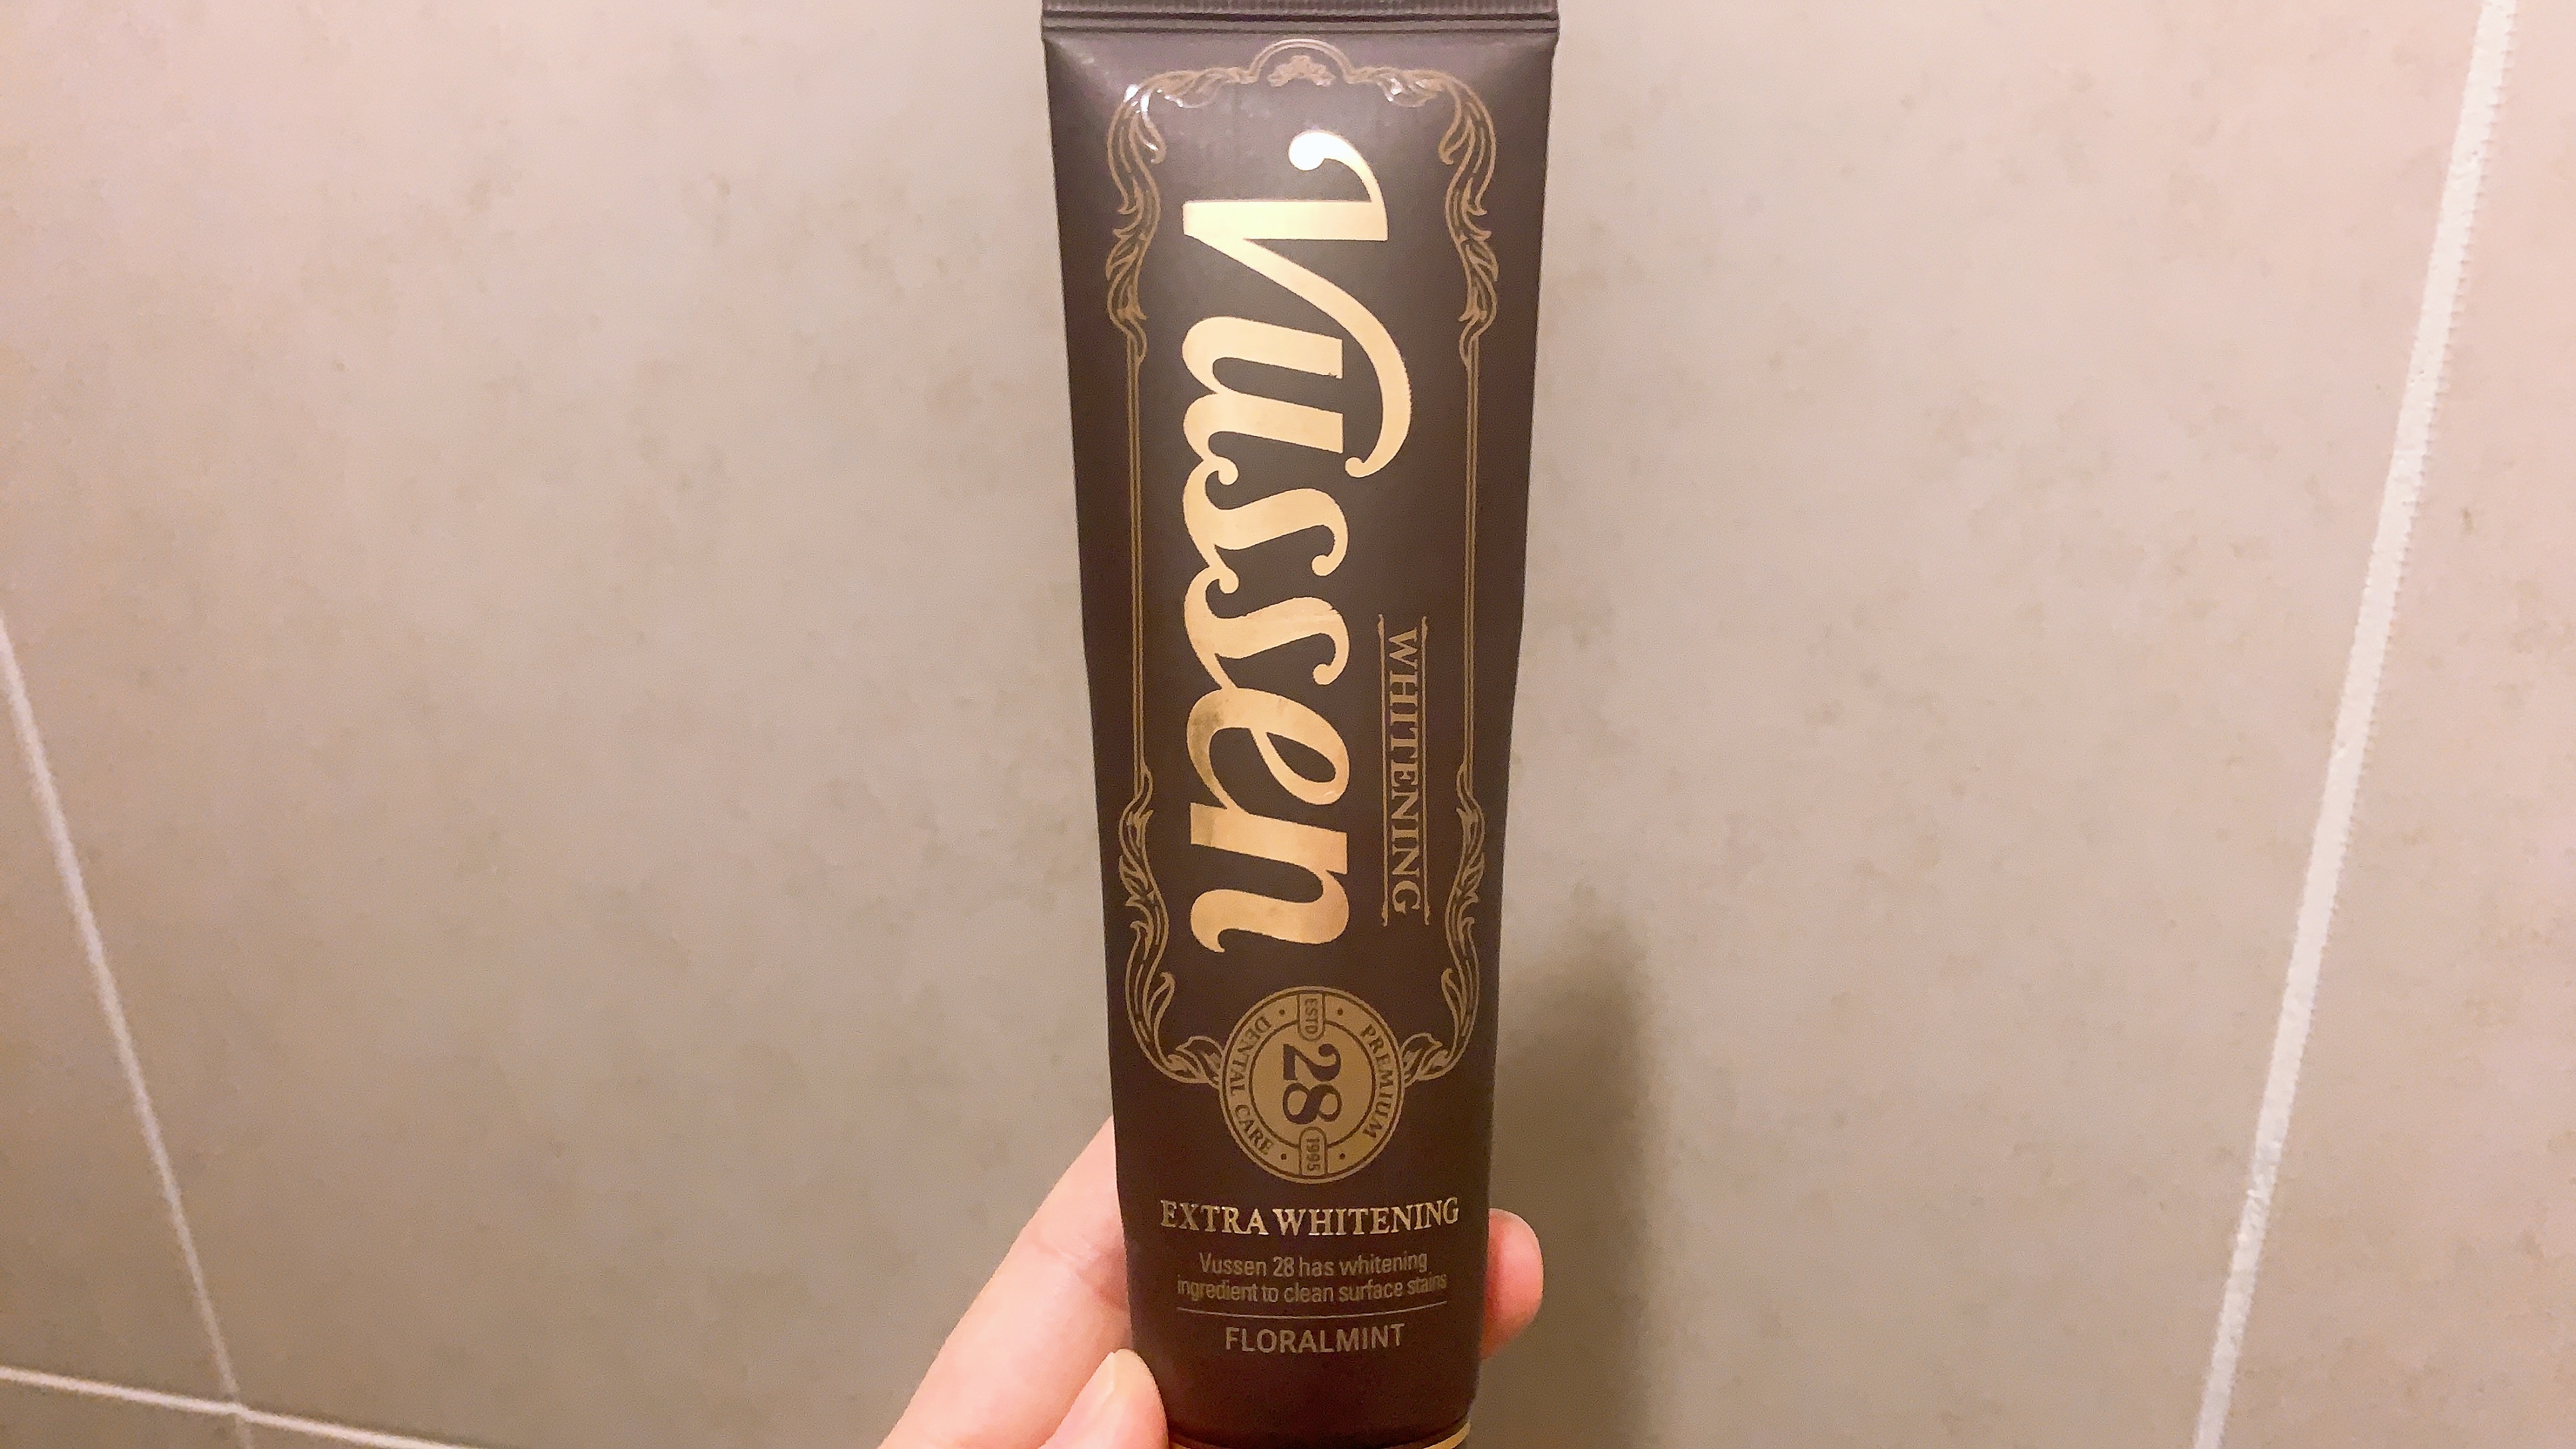 Vussen
WHITENING
PREMIUM
ESTD 28 1995
DENTAL CARE
EXTRA WHITENING
Vussen 28 has whitening
ingredient to clean surface stains
FLORALMINT